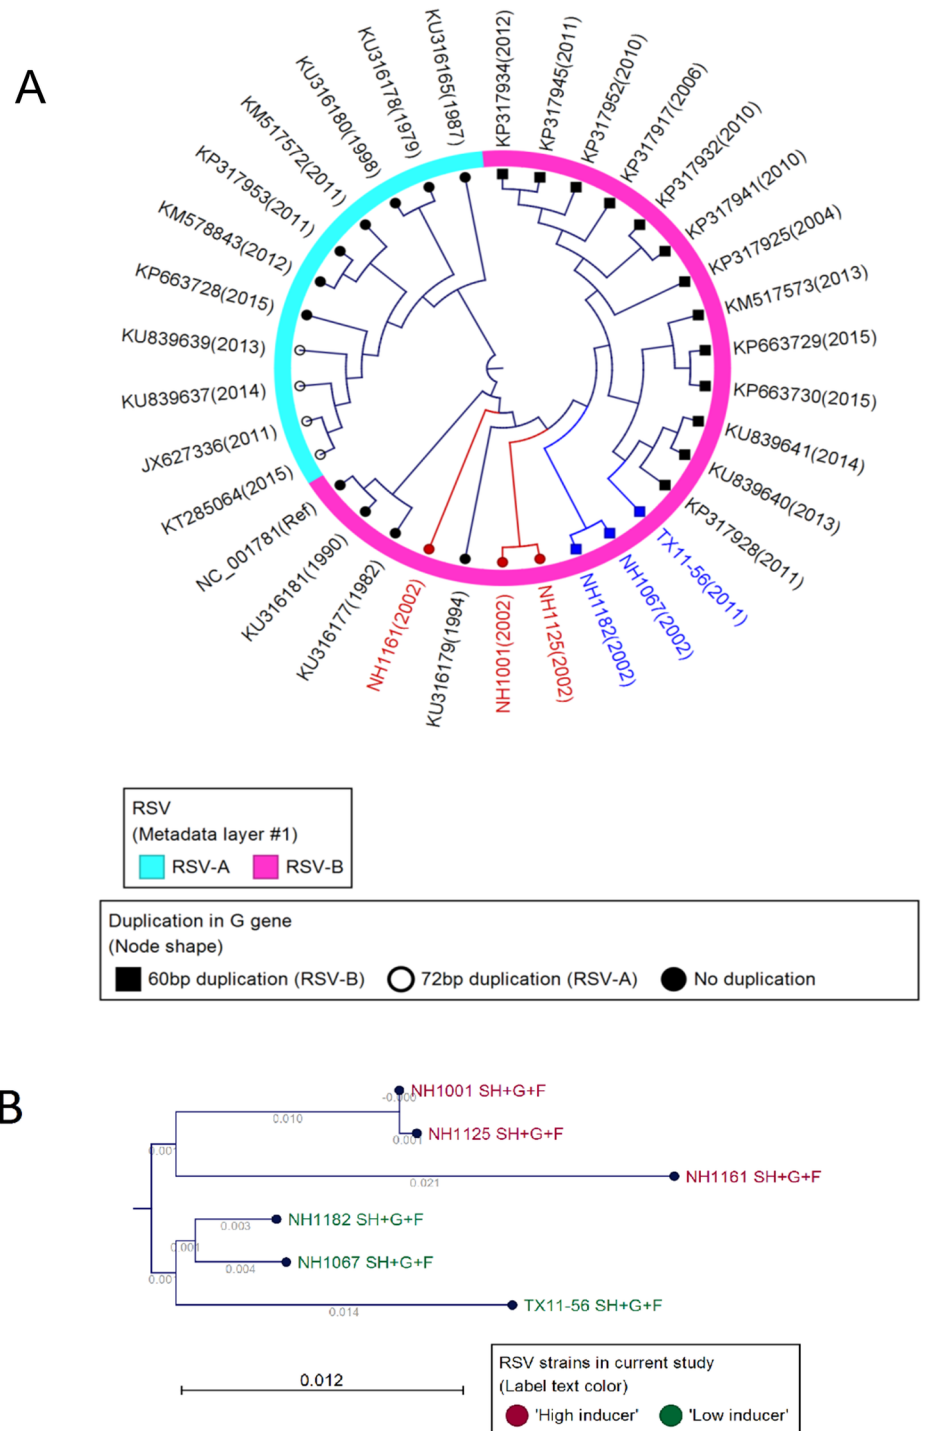 A
KU316165(1987)
KP317934(2012)
KP317945(2011)
KP317952(2010)
KP317917(2006)
KP317932(2010)
KP317941(2010)
KP317925(2004)
KM517573(2013)
KP663729(2015)
KP663730(2015)
KU839641(2014)
KU839640(2013)
KP317928(2011)
TX11-56(2011)
NH1067(2002)
NH1182(2002)
NH1125(2002)
NH1001(2002)
KU316179(1994)
NH1161(2002)
KU316177(1982)
KU316181(1990)
NC_001781(Ref)
KT285064(2015)
JX627336(2011)
KU839637(2014)
KU839639(2013)
KP663728(2015)
KM578843(2012)
KP317953(2011)
KM517572(2011)
KU316180(1998)
KU316178(1979)
RSV
(Metadata layer #1)
RSV-A RSV-B
Duplication in G gene
(Node shape)
60bp duplication (RSV-B) 72bp duplication (RSV-A) No duplication
B
NH1001 SH+G+F
-0.000
0.010
NH1125 SH+G+F
0.001
0.001
NH1161 SH+G+F
0.021
NH1182 SH+G+F
0.003
0.001
NH1067 SH+G+F
0.004
0.001
TX11-56 SH+G+F
0.014
0.012
RSV strains in current study
(Label text color)
'High inducer' 'Low inducer'